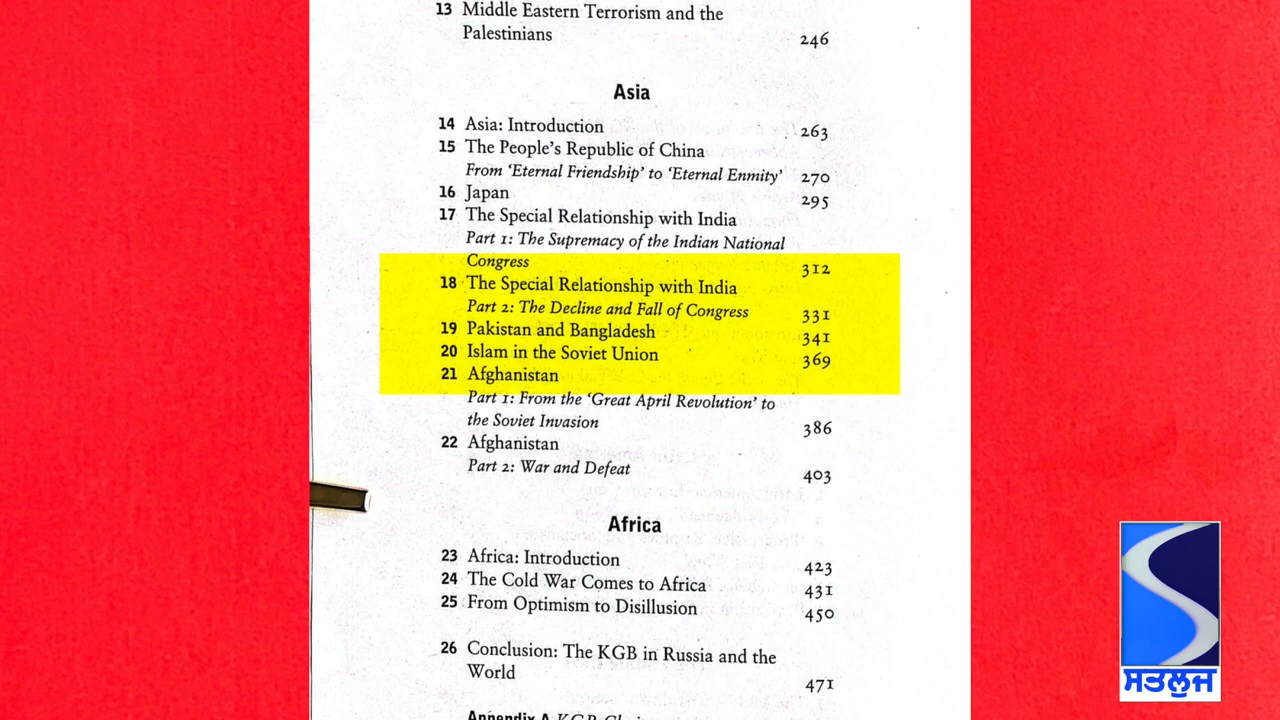 13 Middle Eastern Terrorism and the
Palestinians 246
Asia
14 Asia: Introduction 263
15 The People's Republic of China
From ‘Eternal Friendship’ to ‘Eternal Enmity’ 270
16 Japan 295
17 The Special Relationship with India
Part 1: The Supremacy of the Indian National
Congress 312
18 The Special Relationship with India
Part 2: The Decline and Fall of Congress 331
19 Pakistan and Bangladesh 341
20 Islam in the Soviet Union 369
21 Afghanistan
Part 1: From the ‘Great April Revolution’ to
the Soviet Invasion 386
22 Afghanistan
Part 2: War and Defeat 403
Africa
23 Africa: Introduction 423
24 The Cold War Comes to Africa 431
25 From Optimism to Disillusion 450
26 Conclusion: The KGB in Russia and the
World 471
Appendix A KGB
ਸਤਲੁਜ